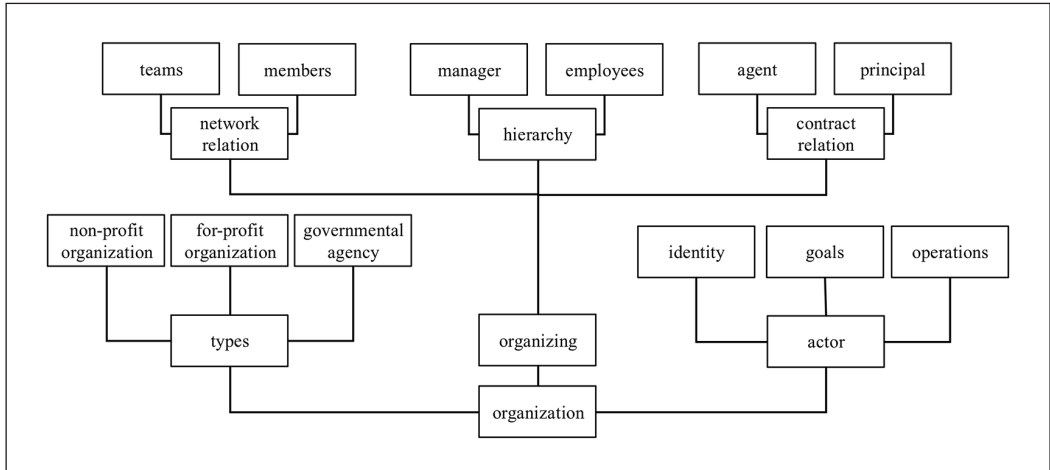 teams
members
manager
employees
agent
principal
network
relation
hierarchy
contract
relation
non-profit
organization
for-profit
organization
governmental
agency
identity
goals
operations
types
organizing
actor
organization